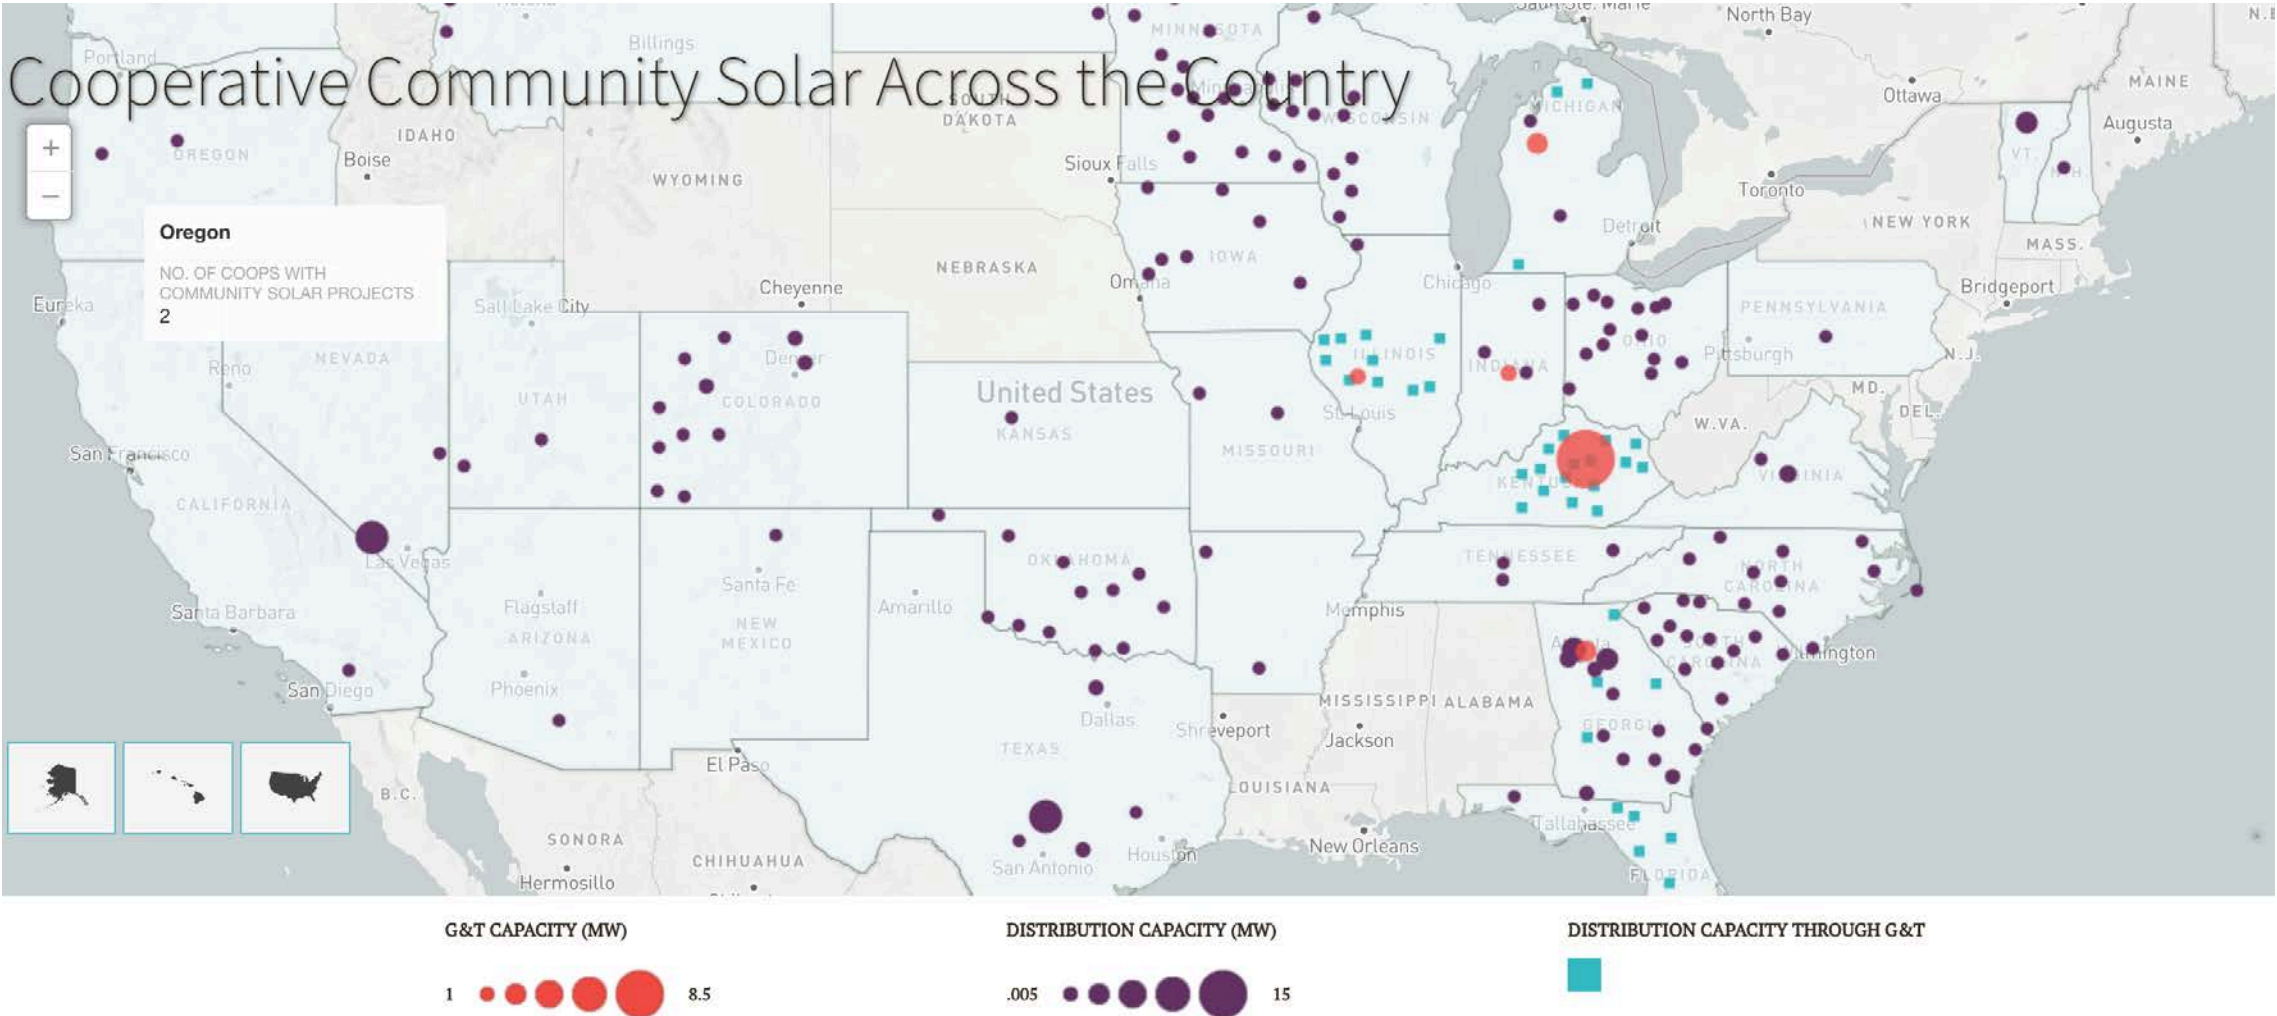 Cooperative Community Solar Across the Country
+
−
Oregon
NO. OF COOPS WITH
COMMUNITY SOLAR PROJECTS
2
Portland
Billings
MINNESOTA
North Bay
MAINE
Ottawa
Augusta
SOUTH
DAKOTA
WISCONSIN
MICHIGAN
IDAHO
Boise
OREGON
WYOMING
Sioux Falls
VT.
N.H.
Toronto
NEW YORK
Detroit
MASS.
NEBRASKA
IOWA
Omaha
Chicago
Cheyenne
Bridgeport
Eureka
Salt Lake City
PENNSYLVANIA
NEVADA
Reno
Denver
ILLINOIS
INDIANA
OHIO
Pittsburgh
N.J.
UTAH
COLORADO
United States
KANSAS
St. Louis
MD.
DEL.
W.VA.
San Francisco
MISSOURI
VIRGINIA
KENTUCKY
CALIFORNIA
Las Vegas
OKLAHOMA
TENNESSEE
NORTH
CAROLINA
Santa Fe
Santa Barbara
Flagstaff
Amarillo
Memphis
ARIZONA
NEW
MEXICO
Atlanta
SOUTH
CAROLINA
Wilmington
San Diego
Phoenix
MISSISSIPPI
ALABAMA
Dallas
Shreveport
Jackson
GEORGIA
TEXAS
El Paso
LOUISIANA
B.C.
Tallahassee
SONORA
CHIHUAHUA
San Antonio
Houston
New Orleans
FLORIDA
Hermosillo
G&T CAPACITY (MW)
1
8.5
DISTRIBUTION CAPACITY (MW)
.005
15
DISTRIBUTION CAPACITY THROUGH G&T